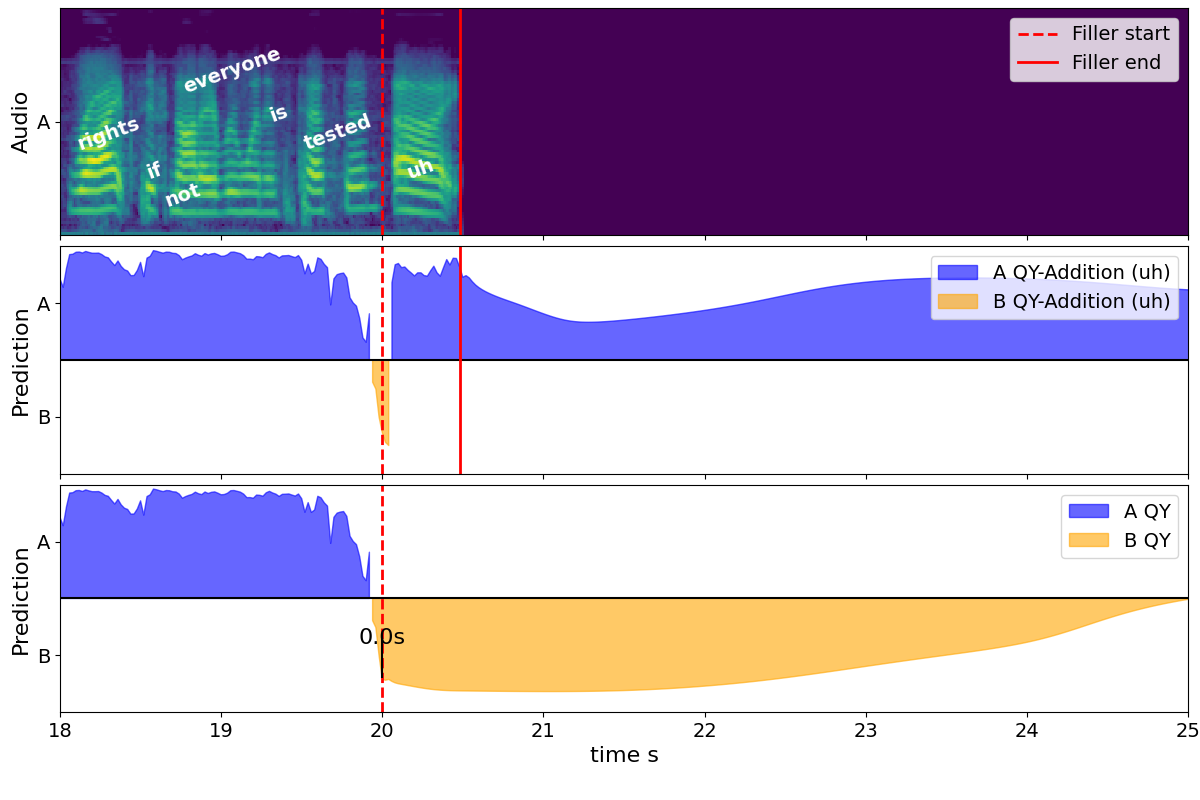 Audio
A
rights
if
not
everyone
is
tested
uh
Filler start
Filler end
Prediction
A
B
A QY-Addition (uh)
B QY-Addition (uh)
Prediction
A
B
0.0s
A QY
B QY
18 19 20 21 22 23 24 25
time s